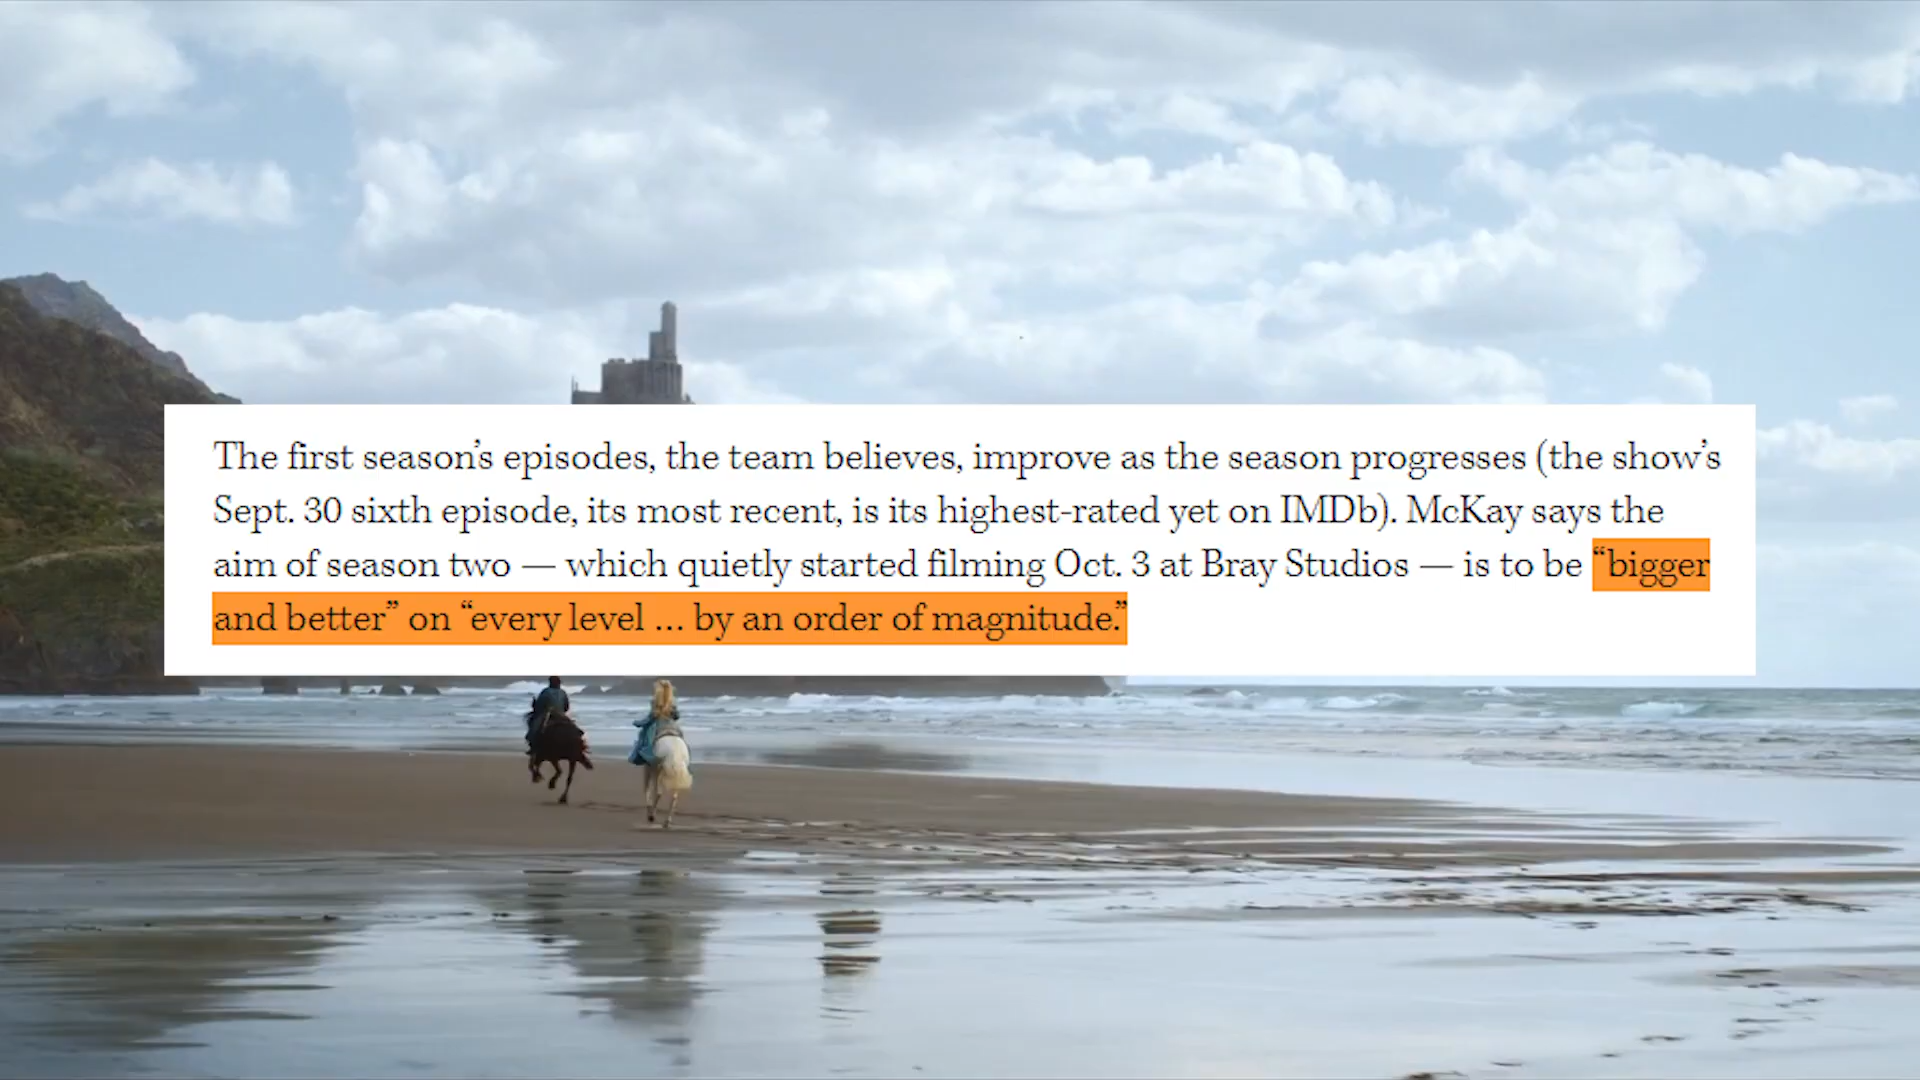 The first season’s episodes, the team believes, improve as the season progresses (the show’s
Sept. 30 sixth episode, its most recent, is its highest-rated yet on IMDb). McKay says the
aim of season two — which quietly started filming Oct. 3 at Bray Studios — is to be “bigger
and better” on “every level ... by an order of magnitude.”